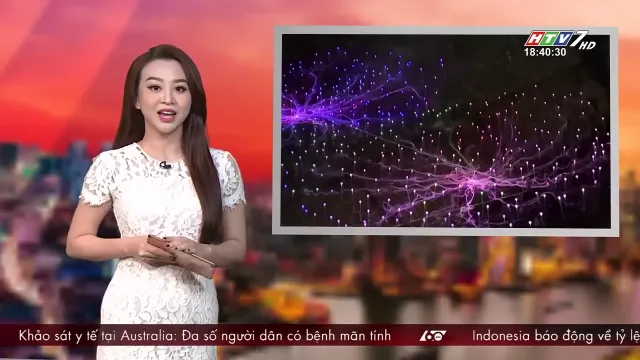 HTV7 HD
18:40:30
Khảo sát y tế tại Australia: Đa số người dân có bệnh mãn tính
60
Indonesia báo động về tỷ lệ